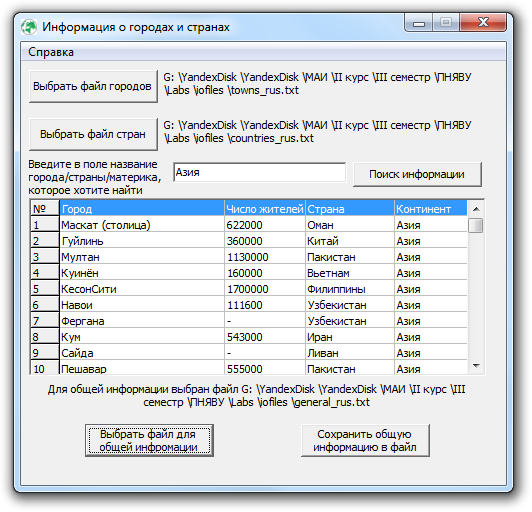 Информация о городах и странах
Справка
Выбрать файл городов
G: \YandexDisk \YandexDisk \МАИ \II курс \III семестр \ПНЯВУ
\Labs \iofiles \towns_rus.txt
Выбрать файл стран
G: \YandexDisk \YandexDisk \МАИ \II курс \III семестр \ПНЯВУ
\Labs \iofiles \countries_rus.txt
Введите в поле название
города/страны/материка,
которое хотите найти
Азия
Поиск информации
№ Город Число жителей Страна Континент
1 Маскат (столица) 622000 Оман Азия
2 Гуйлинь 360000 Китай Азия
3 Мултан 1130000 Пакистан Азия
4 Куинён 160000 Вьетнам Азия
5 КесонСити 1700000 Филиппины Азия
6 Навои 111600 Узбекистан Азия
7 Фергана - Узбекистан Азия
8 Кум 543000 Иран Азия
9 Сайда - Ливан Азия
10 Пешавар 555000 Пакистан Азия
Для общей информации выбран файл G: \YandexDisk \YandexDisk \МАИ \II курс \III
семестр \ПНЯВУ \Labs \iofiles \general_rus.txt
Выбрать файл для
общей инфромации
Сохранить общую
информацию в файл